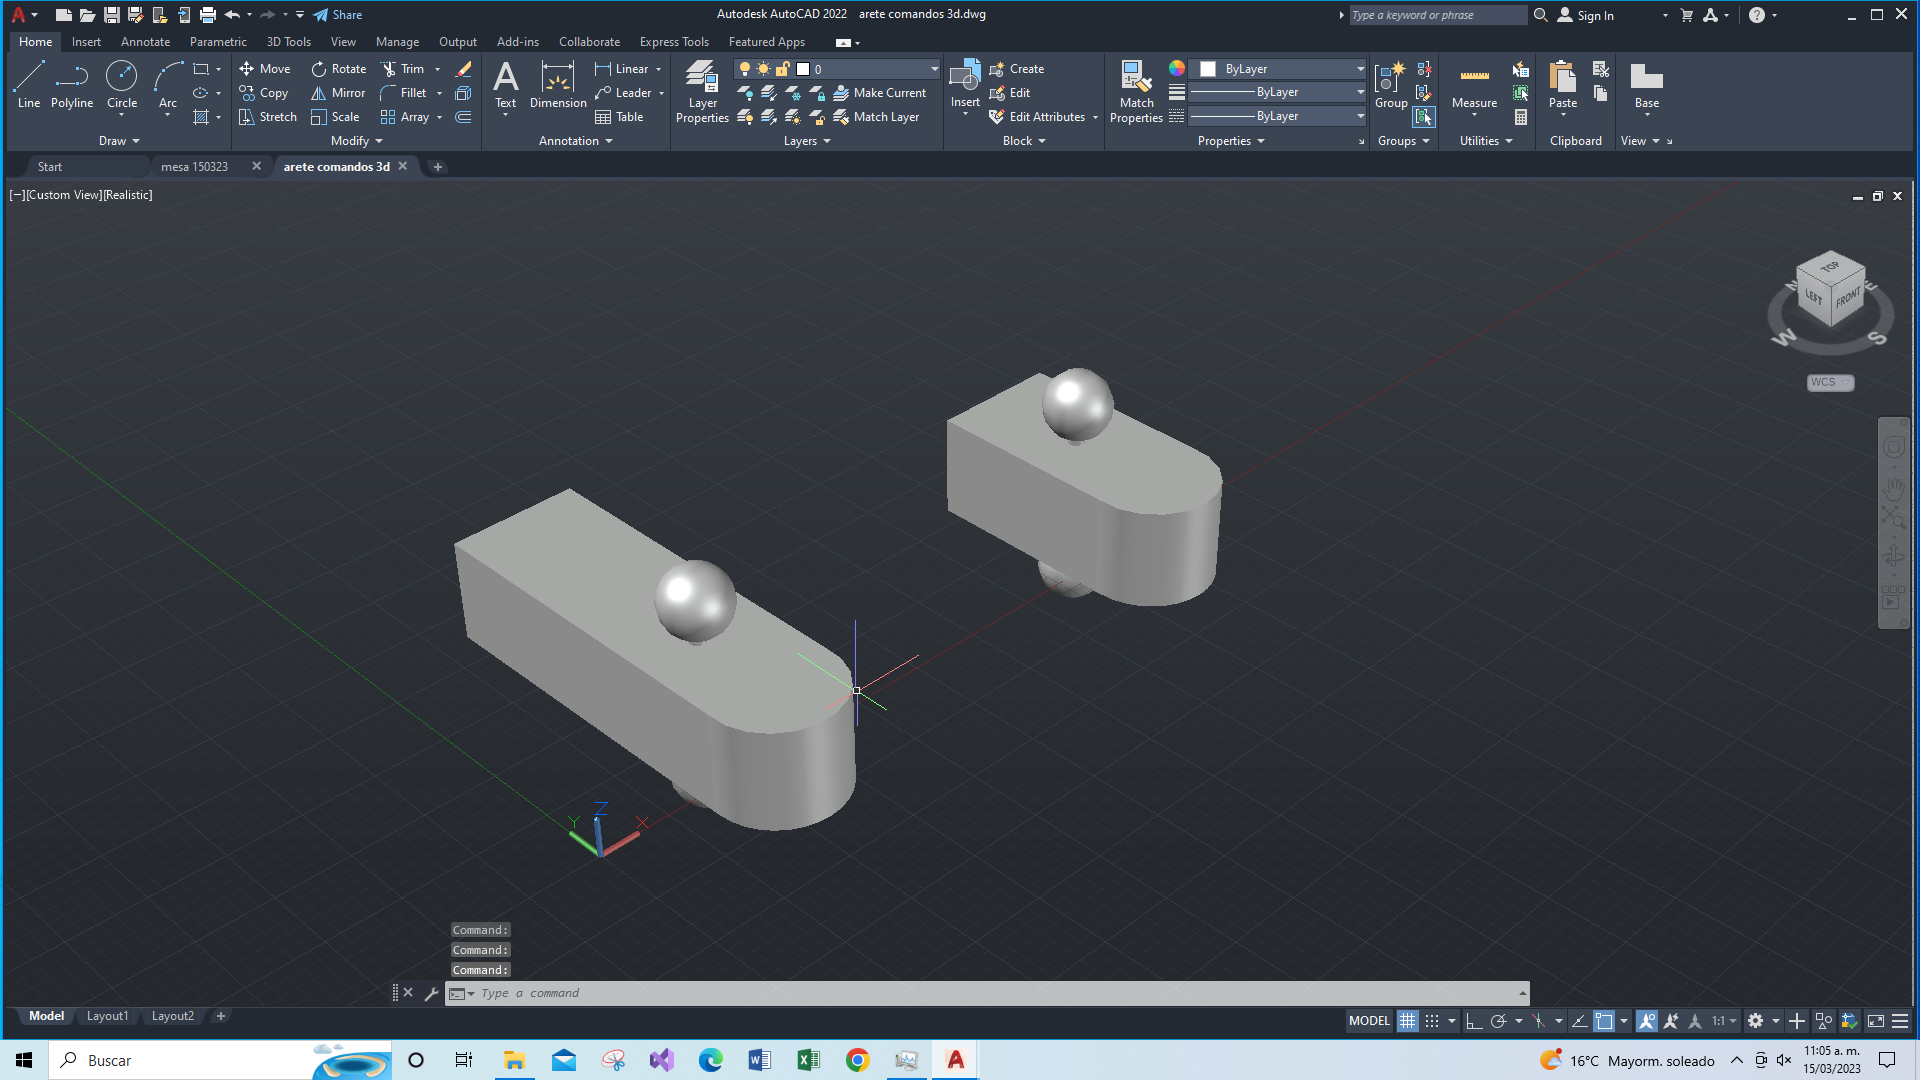 Share
Autodesk AutoCAD 2022 arete comandos 3d.dwg
Type a keyword or phrase
Sign In
Home Insert Annotate Parametric 3D Tools View Manage Output Add-ins Collaborate Express Tools Featured Apps
Line Polyline Circle Arc
Move Rotate Trim
Copy Mirror Fillet
Stretch Scale Array
Text Dimension
Linear
Leader
Table
Layer
Properties
0
Make Current
Match Layer
Insert
Create
Edit
Edit Attributes
Match
Properties
ByLayer
ByLayer
ByLayer
Group
Measure
Paste
Base
Draw Modify Annotation Layers Block Properties Groups Utilities Clipboard View
Start mesa 150323 arete comandos 3d
[−][Custom View][Realistic]
TOP
LEFT FRONT
W S
WCS
Y Z X
Command:
Command:
Command:
Type a command
Model Layout1 Layout2
MODEL 1:1
Buscar
16°C Mayorm. soleado
11:05 a. m.
15/03/2023